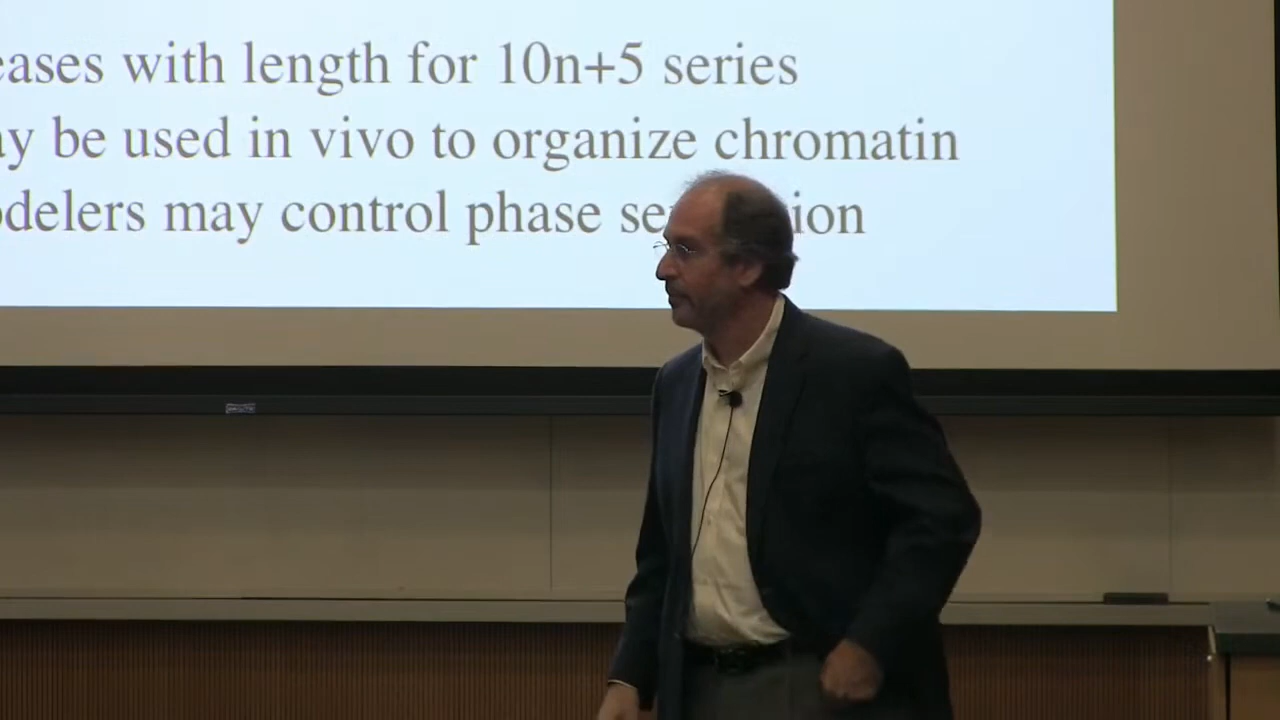 eases with length for 10n+5 series
ay be used in vivo to organize chromatin
odelers may control phase